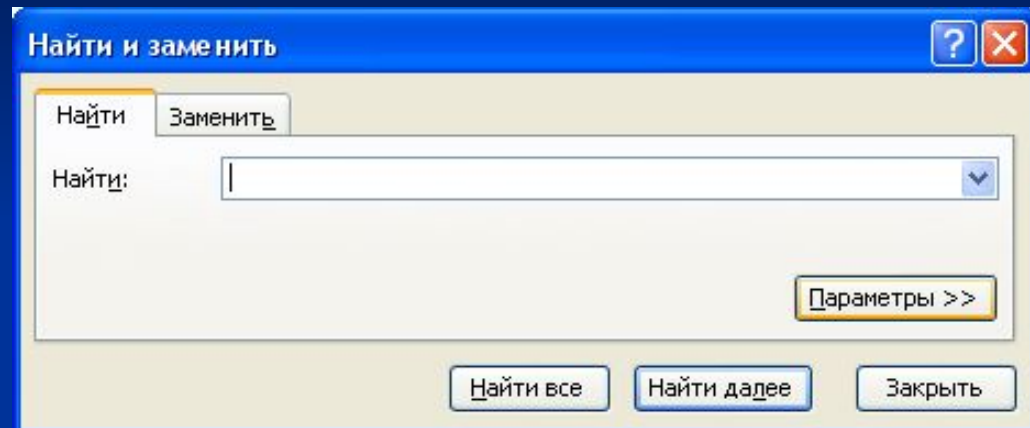 Найти и заменить
Найти Заменить
Найти:
Параметры >>
Найти все Найти далее Закрыть